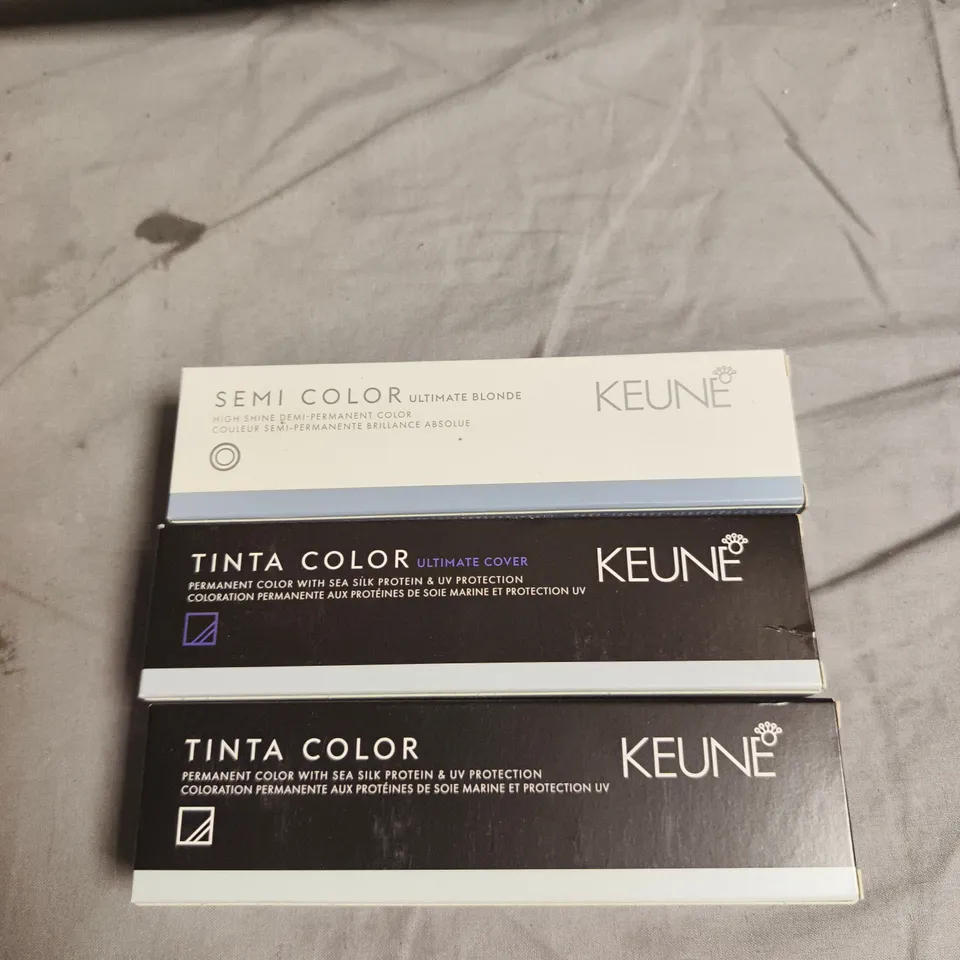 SEMI COLOR ULTIMATE BLONDE
HIGH SHINE DEMI-PERMANENT COLOR
COULEUR SEMI-PERMANENTE BRILLANCE ABSOLUE
KEUNE
TINTA COLOR ULTIMATE COVER
PERMANENT COLOR WITH SEA SILK PROTEIN & UV PROTECTION
COLORATION PERMANENTE AUX PROTÉINES DE SOIE MARINE ET PROTECTION UV
KEUNE
TINTA COLOR
PERMANENT COLOR WITH SEA SILK PROTEIN & UV PROTECTION
COLORATION PERMANENTE AUX PROTÉINES DE SOIE MARINE ET PROTECTION UV
KEUNE